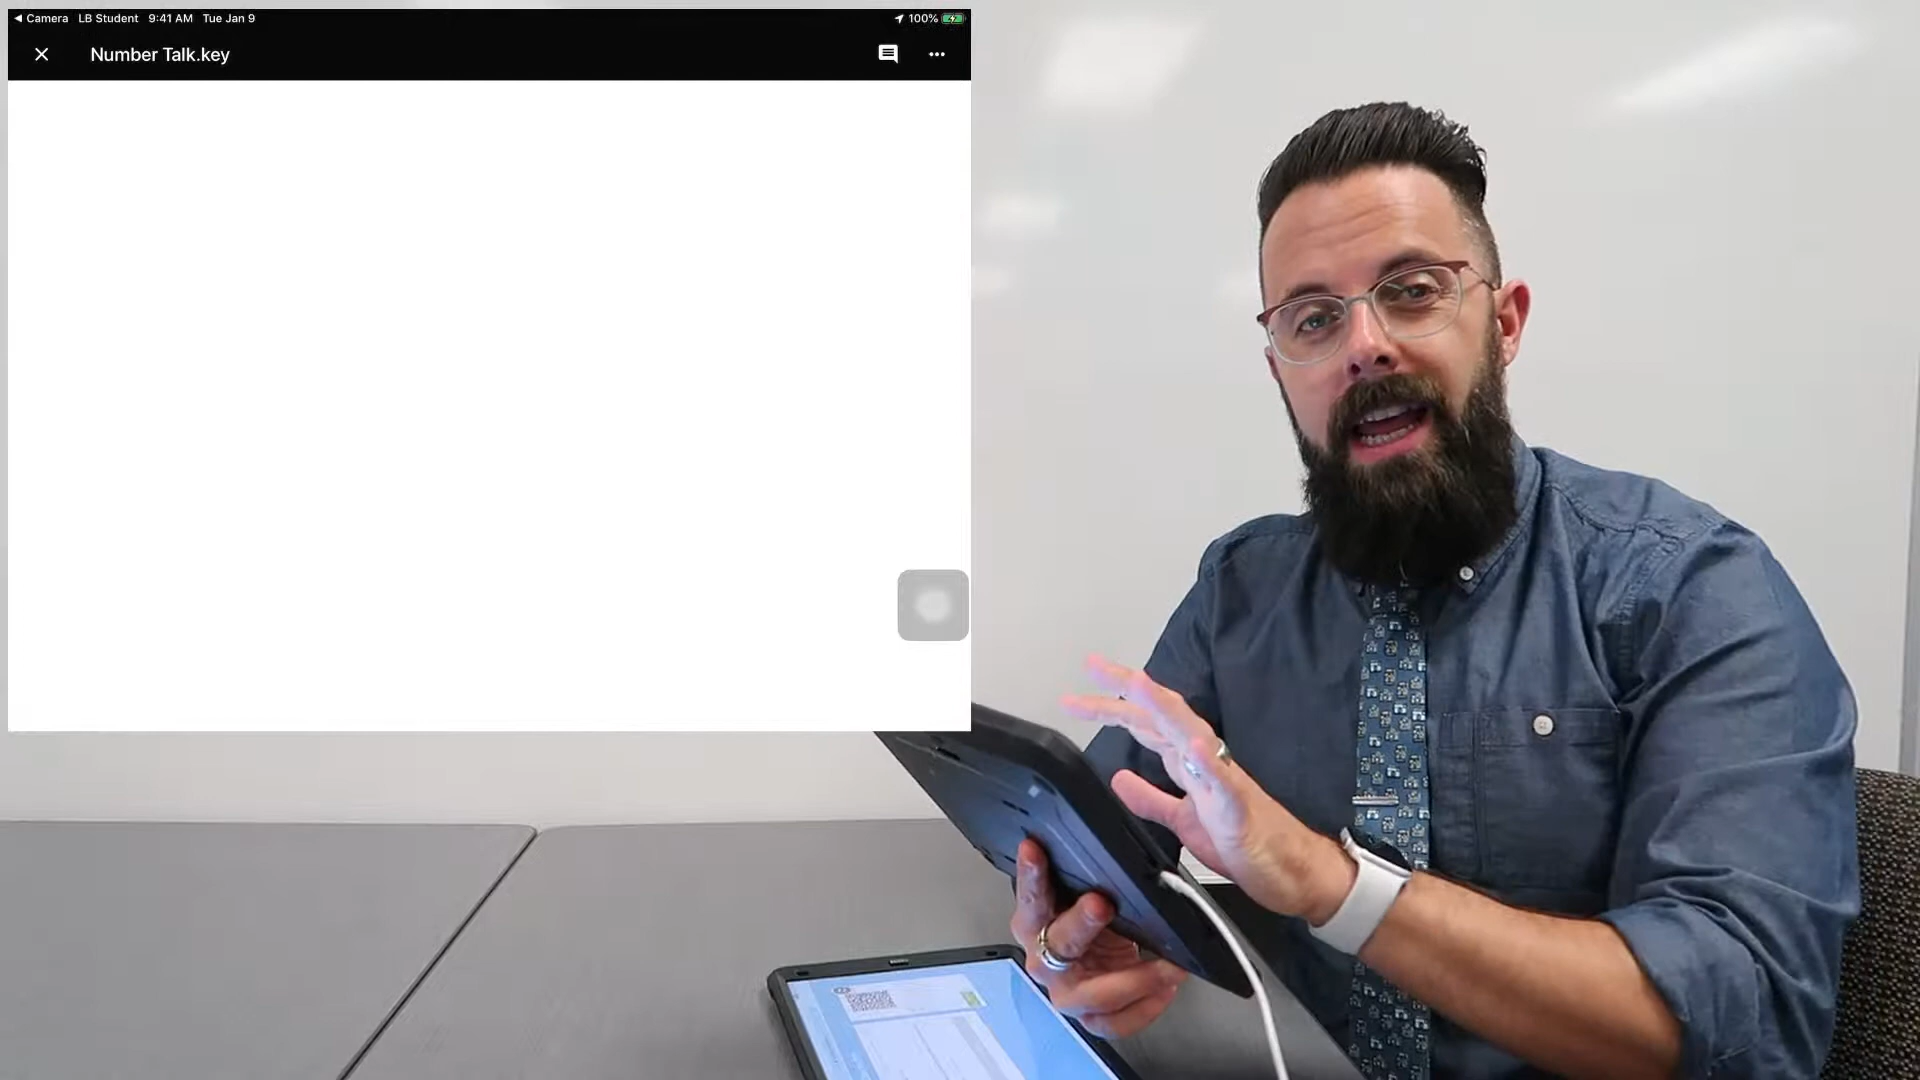 ◀ Camera LB Student 9:41 AM Tue Jan 9 100%
Number Talk.key